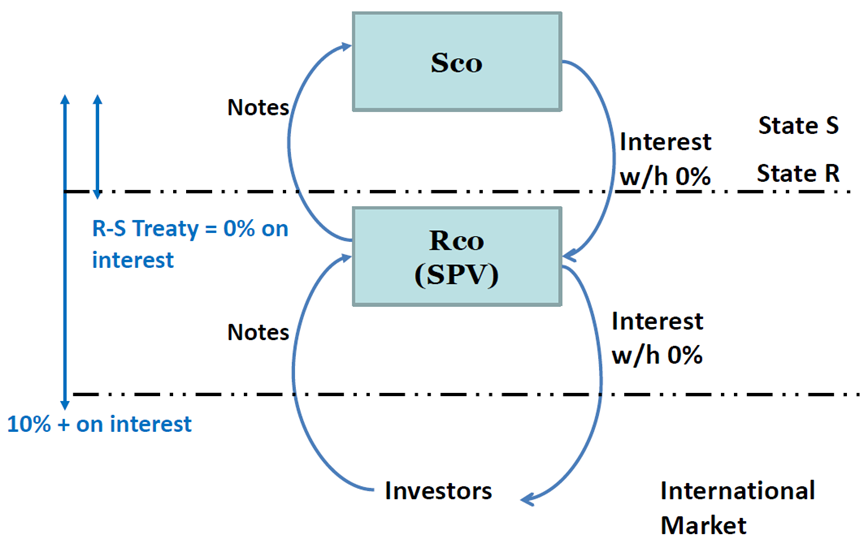 Sco
Notes
Interest
w/h 0%
State S
State R
R-S Treaty = 0% on
interest
Rco
(SPV)
Notes
Interest
w/h 0%
10% + on interest
Investors
International
Market